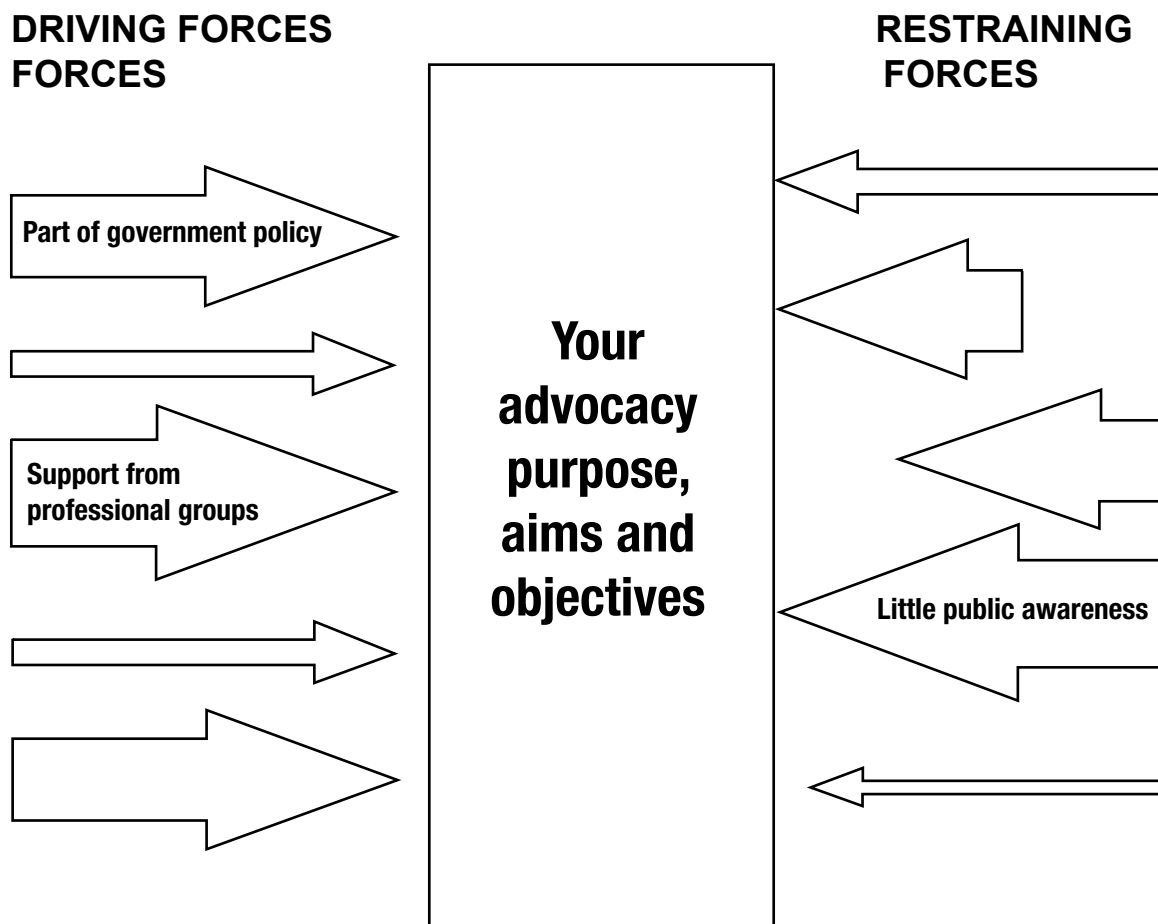 DRIVING FORCES
FORCES
RESTRAINING
FORCES
Part of government policy
Support from
professional groups
Your
advocacy
purpose,
aims and
objectives
Little public awareness